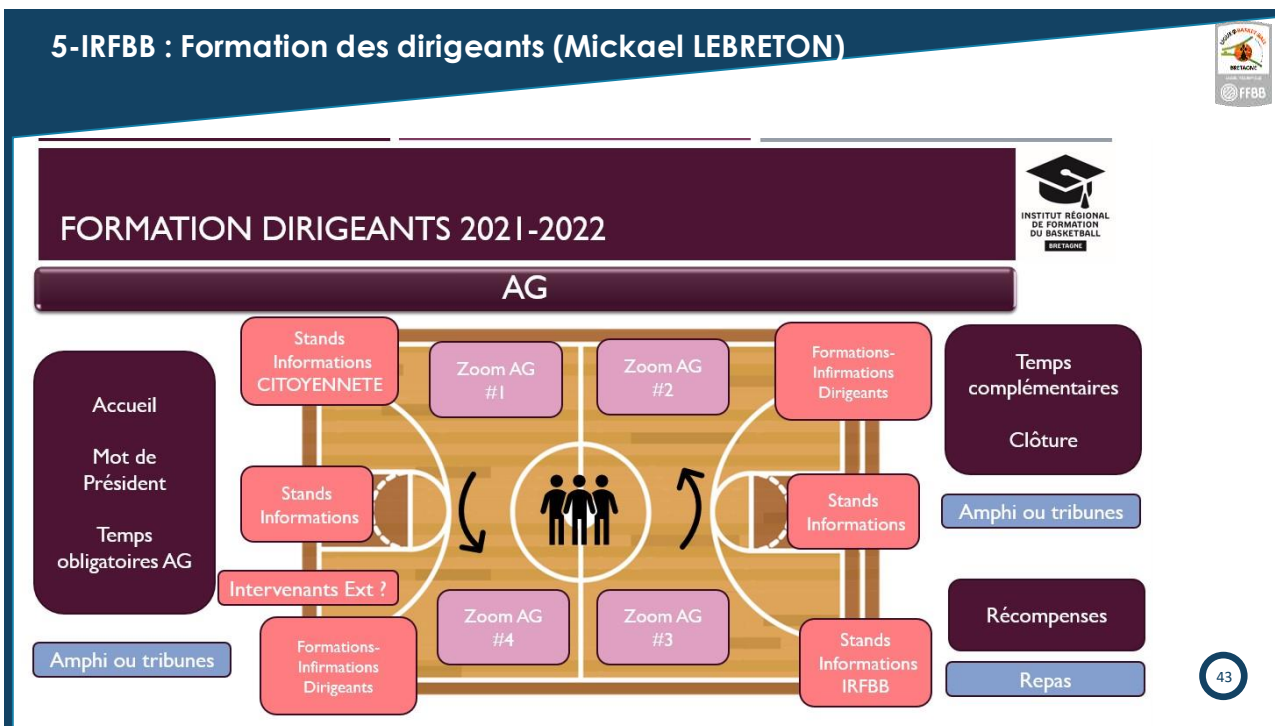 5-IRFBB : Formation des dirigeants (Mickael LEBRETON)
BRETAGNE
FFBB
FORMATION DIRIGEANTS 2021-2022
INSTITUT RÉGIONAL
DE FORMATION
DU BASKETBALL
BRETAGNE
AG
Accueil
Mot de
Président
Temps
obligatoires AG
Amphi ou tribunes
Stands
Informations
CITOYENNETE
Zoom AG
#1
Zoom AG
#2
Formations-
Infirmations
Dirigeants
Stands
Informations
Stands
Informations
Intervenants Ext ?
Formations-
Infirmations
Dirigeants
Zoom AG
#4
Zoom AG
#3
Stands
Informations
IRFBB
Temps
complémentaires
Clôture
Amphi ou tribunes
Récompenses
Repas
43